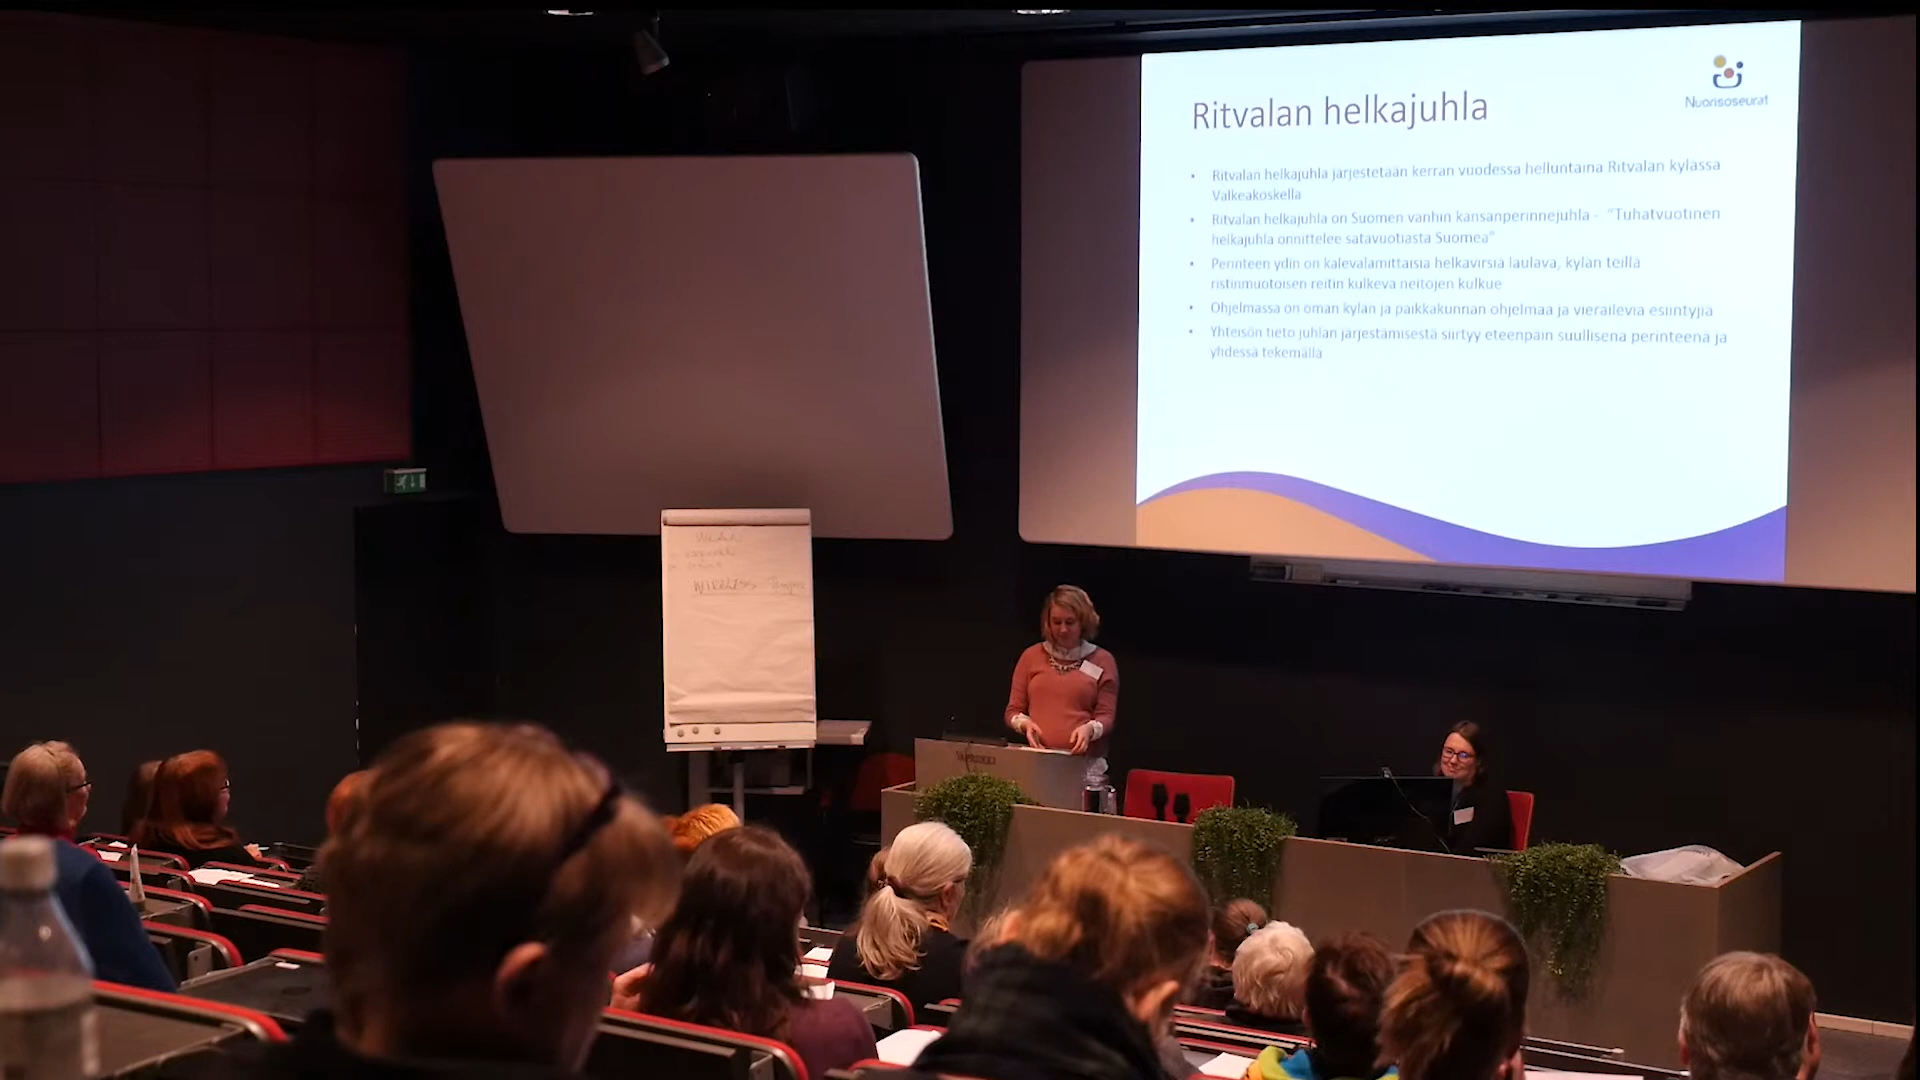 Ritvalan helkajuhla
Nuorisoseurat
• Ritvalan helkajuhla järjestetään kerran vuodessa helluntaina Ritvalan kylässä
Valkeakoskella
• Ritvalan helkajuhla on Suomen vanhin kansanperinnejuhla - "Tuhatvuotinen
helkajuhla onnittelee satavuotiasta Suomea"
• Perinteen ydin on kalevalamittaisia helkavirsiä laulava, kylän teillä
ristinmuotoisen reitin kulkeva neitojen kulkue
• Ohjelmassa on oman kylän ja paikkakunnan ohjelmaa ja vierailevia esiintyjiä
• Yhteisön tieto juhlan järjestämisestä siirtyy eteenpäin suullisena perinteenä ja
yhdessä tekemällä
WLAN
WIRELESS
VAPRIIKKI